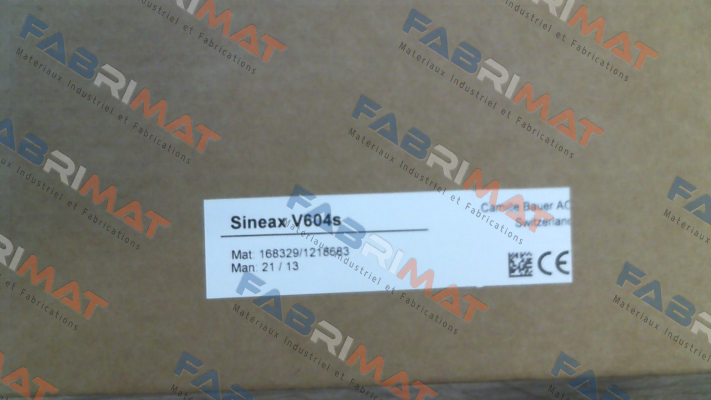 FABRIMAT
Materiaux Industriel et Fabrications
Sineax V604s
Camille Bauer AG
Switzerland
Mat: 168329/1218683
Man. 21 / 13
CE